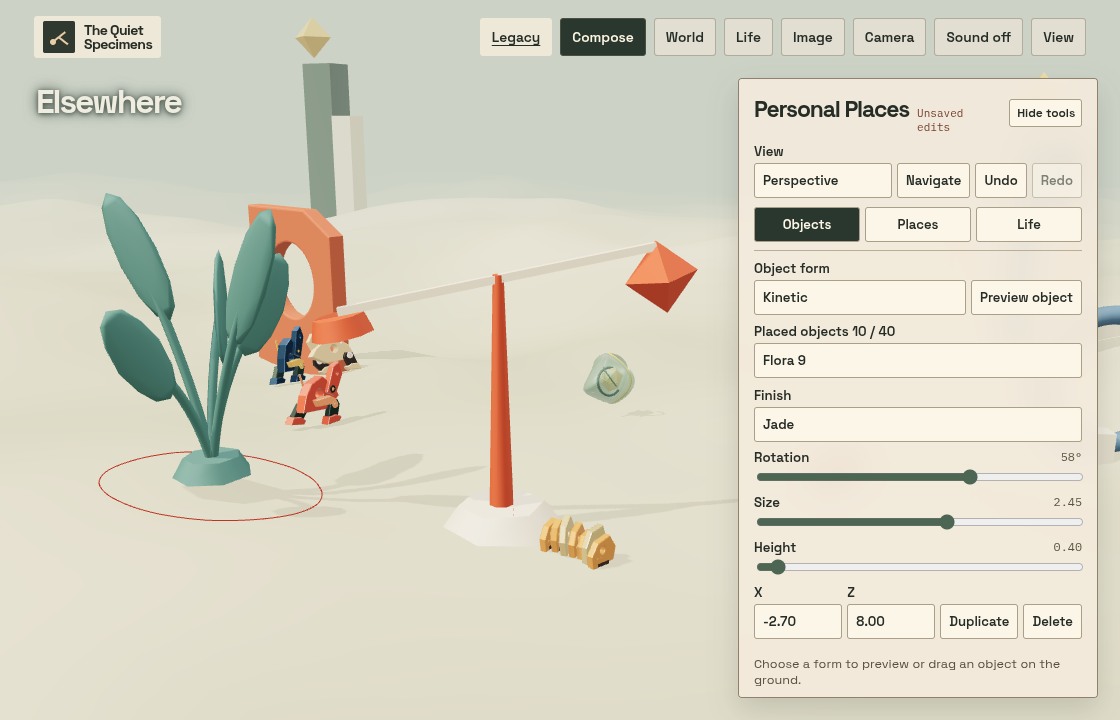 The Quiet
Specimens
Legacy
Compose
World
Life
Image
Camera
Sound off
View
Elsewhere
Personal Places
Unsaved
edits
Hide tools
View
Perspective
Navigate
Undo
Redo
Objects
Places
Life
Object form
Kinetic
Preview object
Placed objects 10 / 40
Flora 9
Finish
Jade
Rotation
58°
Size
2.45
Height
0.40
X
Z
-2.70
8.00
Duplicate
Delete
Choose a form to preview or drag an object on the
ground.